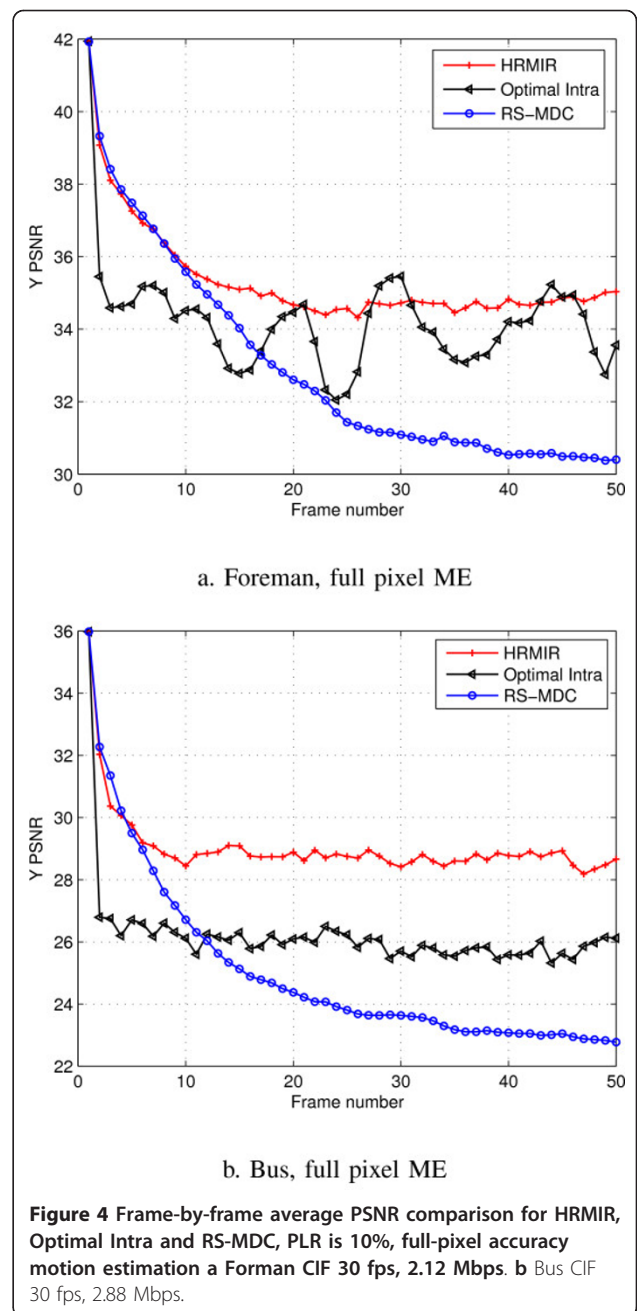 42
40
38
36
34
32
30
Y PSNR
HRMIR
Optimal Intra
RS−MDC
0 10 20 30 40 50
Frame number
a. Foreman, full pixel ME
36
34
32
30
28
26
24
22
Y PSNR
HRMIR
Optimal Intra
RS−MDC
0 10 20 30 40 50
Frame number
b. Bus, full pixel ME
Figure 4 Frame-by-frame average PSNR comparison for HRMIR,
Optimal Intra and RS-MDC, PLR is 10%, full-pixel accuracy
motion estimation a Forman CIF 30 fps, 2.12 Mbps. b Bus CIF
30 fps, 2.88 Mbps.